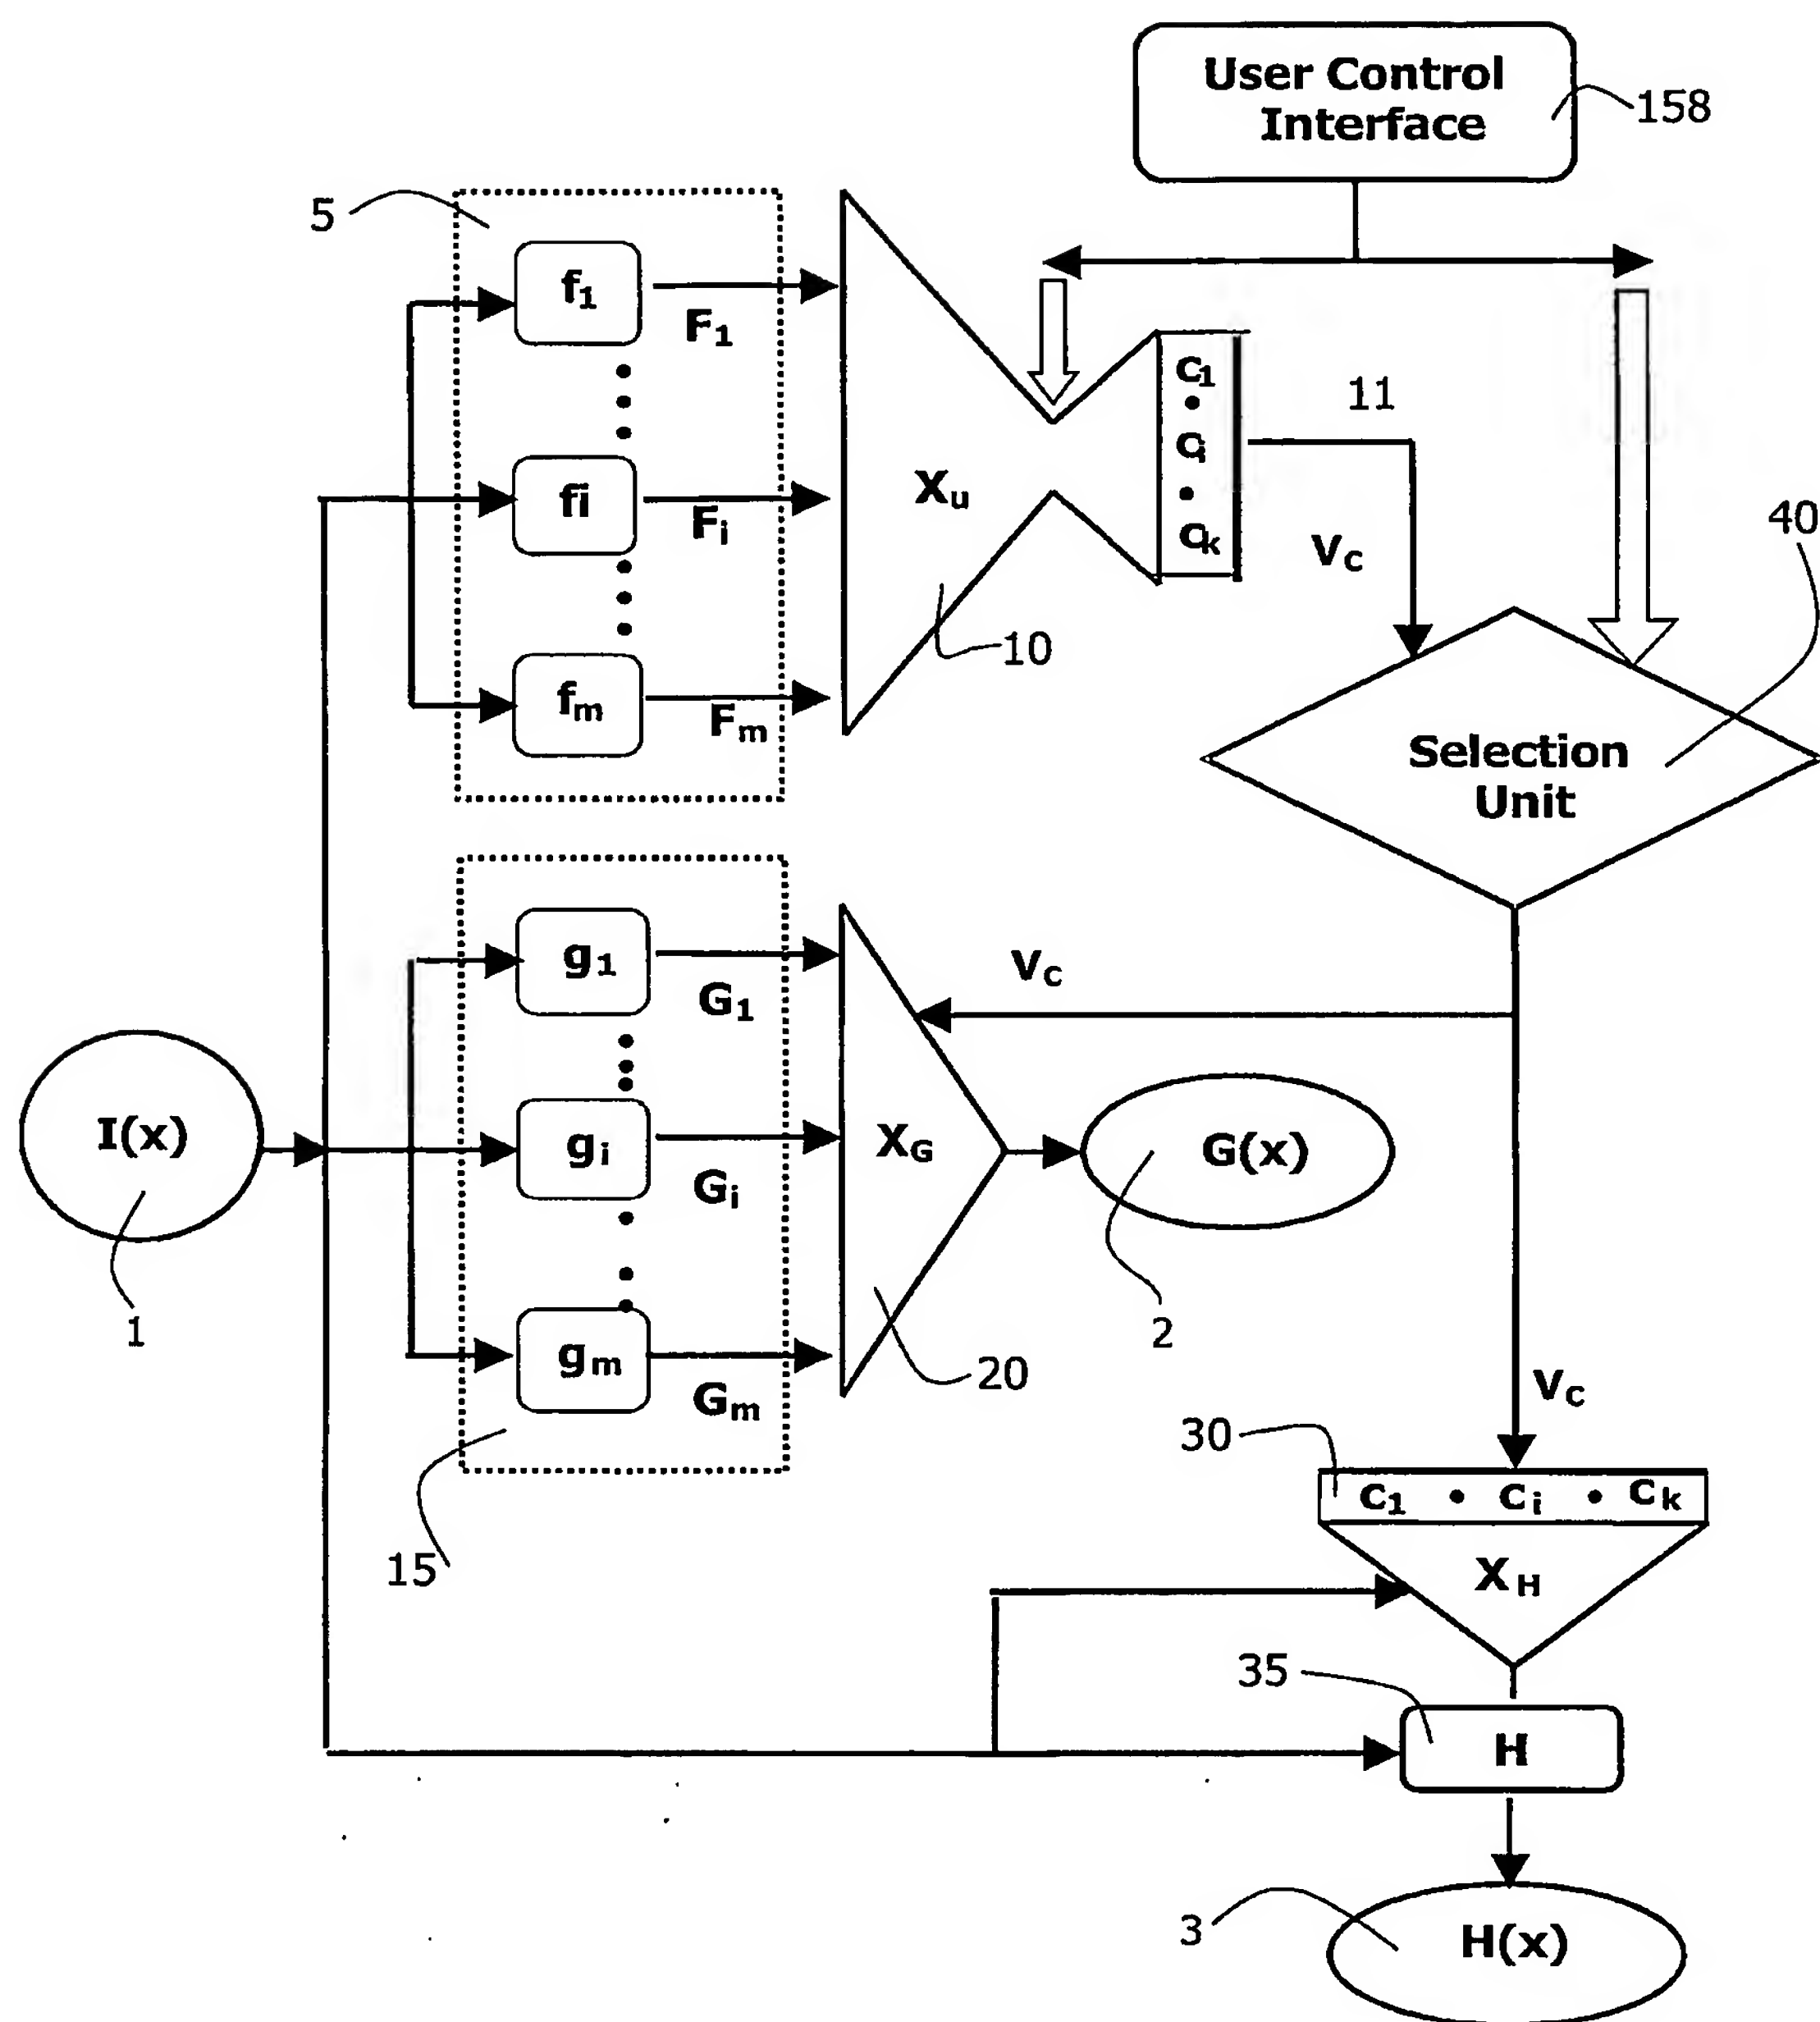 User Control
Interface
158
5
f1
F1
C1
11
fi
Fi
Xu
Ci
Ck
Vc
40
10
fm
Fm
Selection
Unit
g1
G1
Vc
I(x)
gi
Gi
XG
G(x)
1
2
gm
Gm
20
Vc
30
C1 • Ci • Ck
15
XH
35
H
3
H(x)